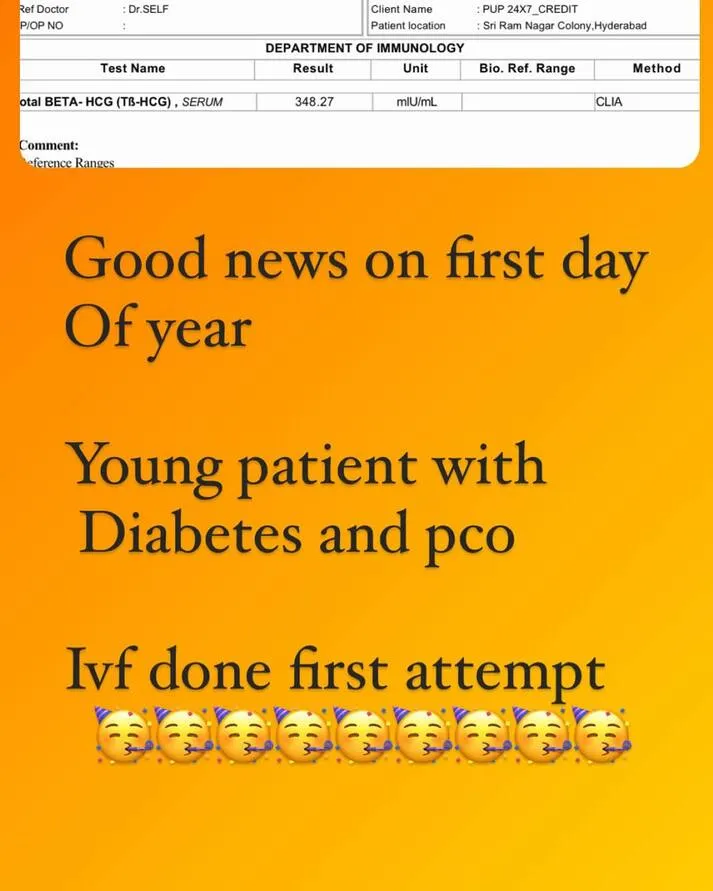 Ref Doctor : Dr.SELF Client Name : PUP 24X7_CREDIT
P/OP NO : Patient location : Sri Ram Nagar Colony,Hyderabad
DEPARTMENT OF IMMUNOLOGY
Test Name Result Unit Bio. Ref. Range Method
otal BETA- HCG (Tß-HCG) , SERUM 348.27 mIU/mL CLIA
Comment:
eference Ranges
Good news on first day
Of year
Young patient with
Diabetes and pco
Ivf done first attempt
🥳🥳🥳🥳🥳🥳🥳🥳🥳